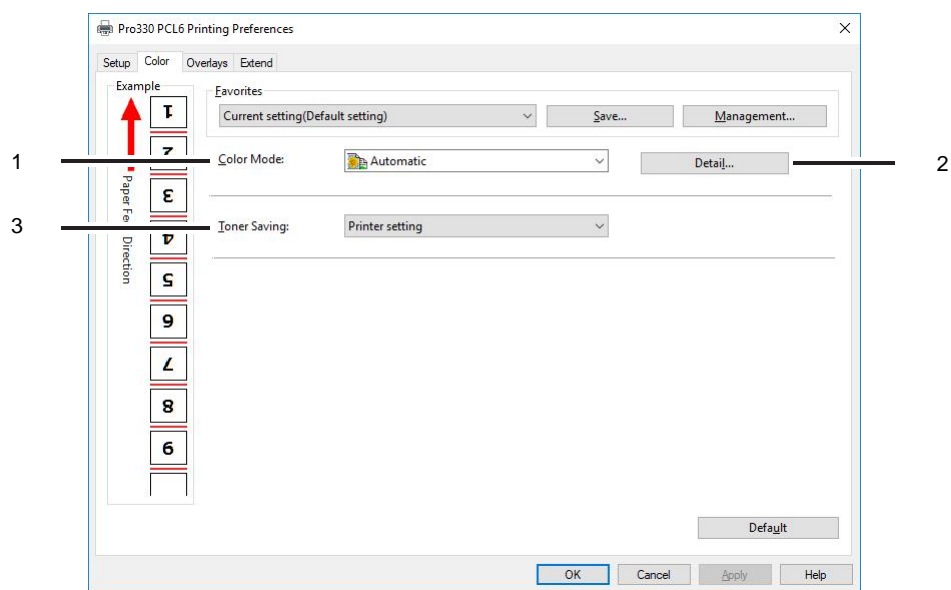 Pro330 PCL6 Printing Preferences
Setup Color Overlays Extend
Example
Favorites
Current setting(Default setting) Save... Management...
1 Color Mode: Automatic Detail... 2
3 Toner Saving: Printer setting
Paper Fe Direction
1
2
3
4
5
6
7
8
9
Default
OK Cancel Apply Help